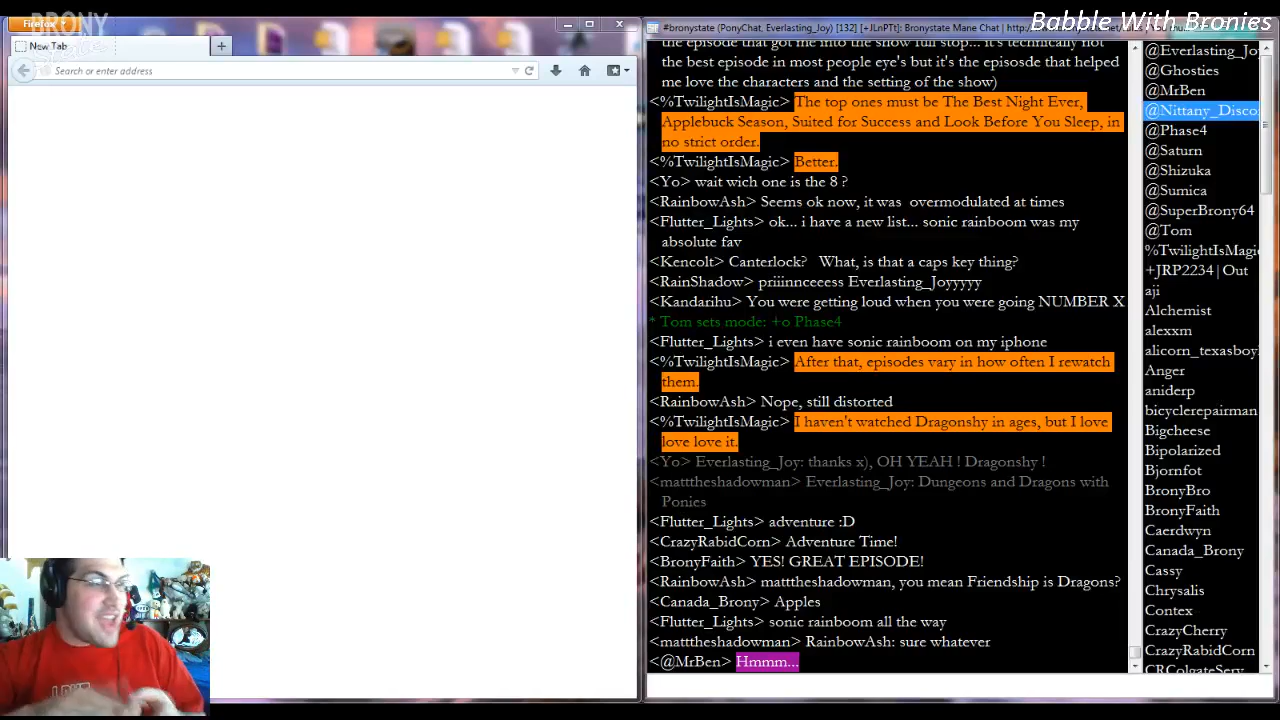 BRONY
Firefox
#bronystate (PonyChat, Everlasting_Joy) [132] [+JLnPTt]: Bronystate Mane Chat | http://
Babble With Bronies
New Tab
Search or enter address
the episode that got me into the show full stop... it's technically not
the best episode in most people eye's but it's the epsisode that helped
me love the characters and the setting of the show)
<%TwilightIsMagic> The top ones must be The Best Night Ever,
Applebuck Season, Suited for Success and Look Before You Sleep, in
no strict order.
<%TwilightIsMagic> Better.
<Yo> wait wich one is the 8 ?
<RainbowAsh> Seems ok now, it was overmodulated at times
<Flutter_Lights> ok... i have a new list... sonic rainboom was my
absolute fav
<Kencolt> Canterlock? What, is that a caps key thing?
<RainShadow> priiinnceeess Everlasting_Joyyyyy
<Kandarihu> You were getting loud when you were going NUMBER X
* Tom sets mode: +o Phase4
<Flutter_Lights> i even have sonic rainboom on my iphone
<%TwilightIsMagic> After that, episodes vary in how often I rewatch
them.
<RainbowAsh> Nope, still distorted
<%TwilightIsMagic> I haven't watched Dragonshy in ages, but I love
love love it.
<Yo> Everlasting_Joy: thanks x), OH YEAH ! Dragonshy !
<matttheshadowman> Everlasting_Joy: Dungeons and Dragons with
Ponies
<Flutter_Lights> adventure :D
<CrazyRabidCorn> Adventure Time!
<BronyFaith> YES! GREAT EPISODE!
<RainbowAsh> matttheshadowman, you mean Friendship is Dragons?
<Canada_Brony> Apples
<Flutter_Lights> sonic rainboom all the way
<matttheshadowman> RainbowAsh: sure whatever
<@MrBen> Hmmm...
@Everlasting_Jo
@Ghosties
@MrBen
@Nittany_Disco
@Phase4
@Saturn
@Shizuka
@Sumica
@SuperBrony64
@Tom
%TwilightIsMagic
+JRP2234|Out
aji
Alchemist
alexxm
alicorn_texasboy
Anger
aniderp
bicyclerepairman
Bigcheese
Bipolarized
Bjornfot
BronyBro
BronyFaith
Caerdwyn
Canada_Brony
Cassy
Chrysalis
Contex
CrazyCherry
CrazyRabidCorn
CRColgateServ